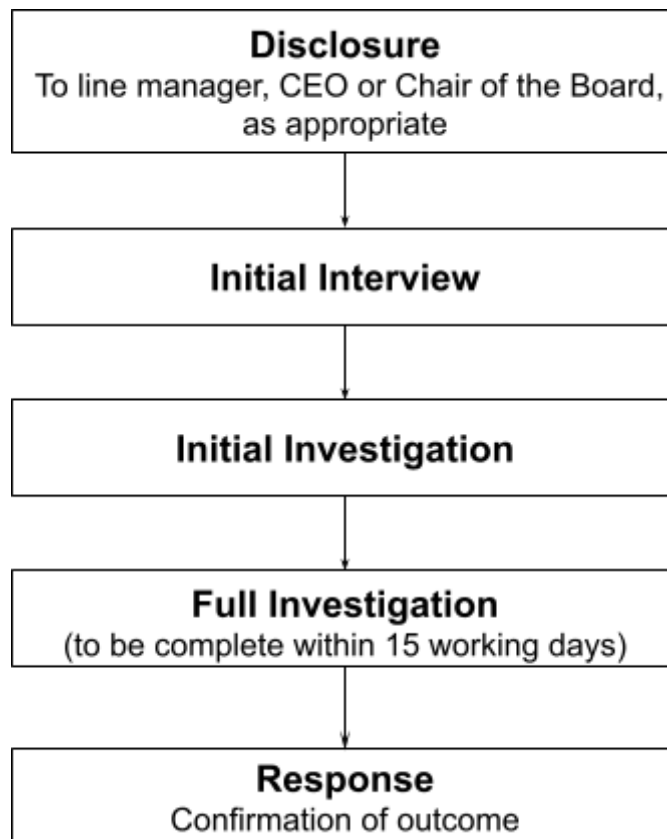 Disclosure
To line manager, CEO or Chair of the Board,
as appropriate
Initial Interview
Initial Investigation
Full Investigation
(to be complete within 15 working days)
Response
Confirmation of outcome